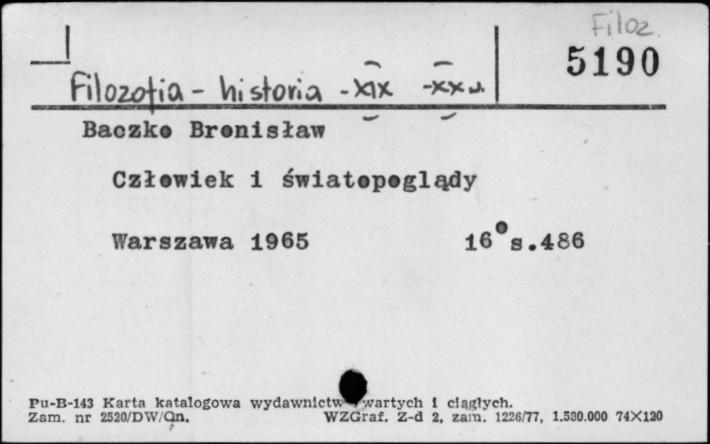 Filoz.
5190
Filozofia - historia - XIX - XX w.
Baczko Bronisław
Człowiek i światopoglądy
Warszawa 1965 16° s.486
Pu-B-143 Karta katalogowa wydawnictw wartych i ciągłych.
Zam. nr 2520/DW/Qn. WZGraf. Z-d 2, zam. 1226/77, 1.530.000 74X120